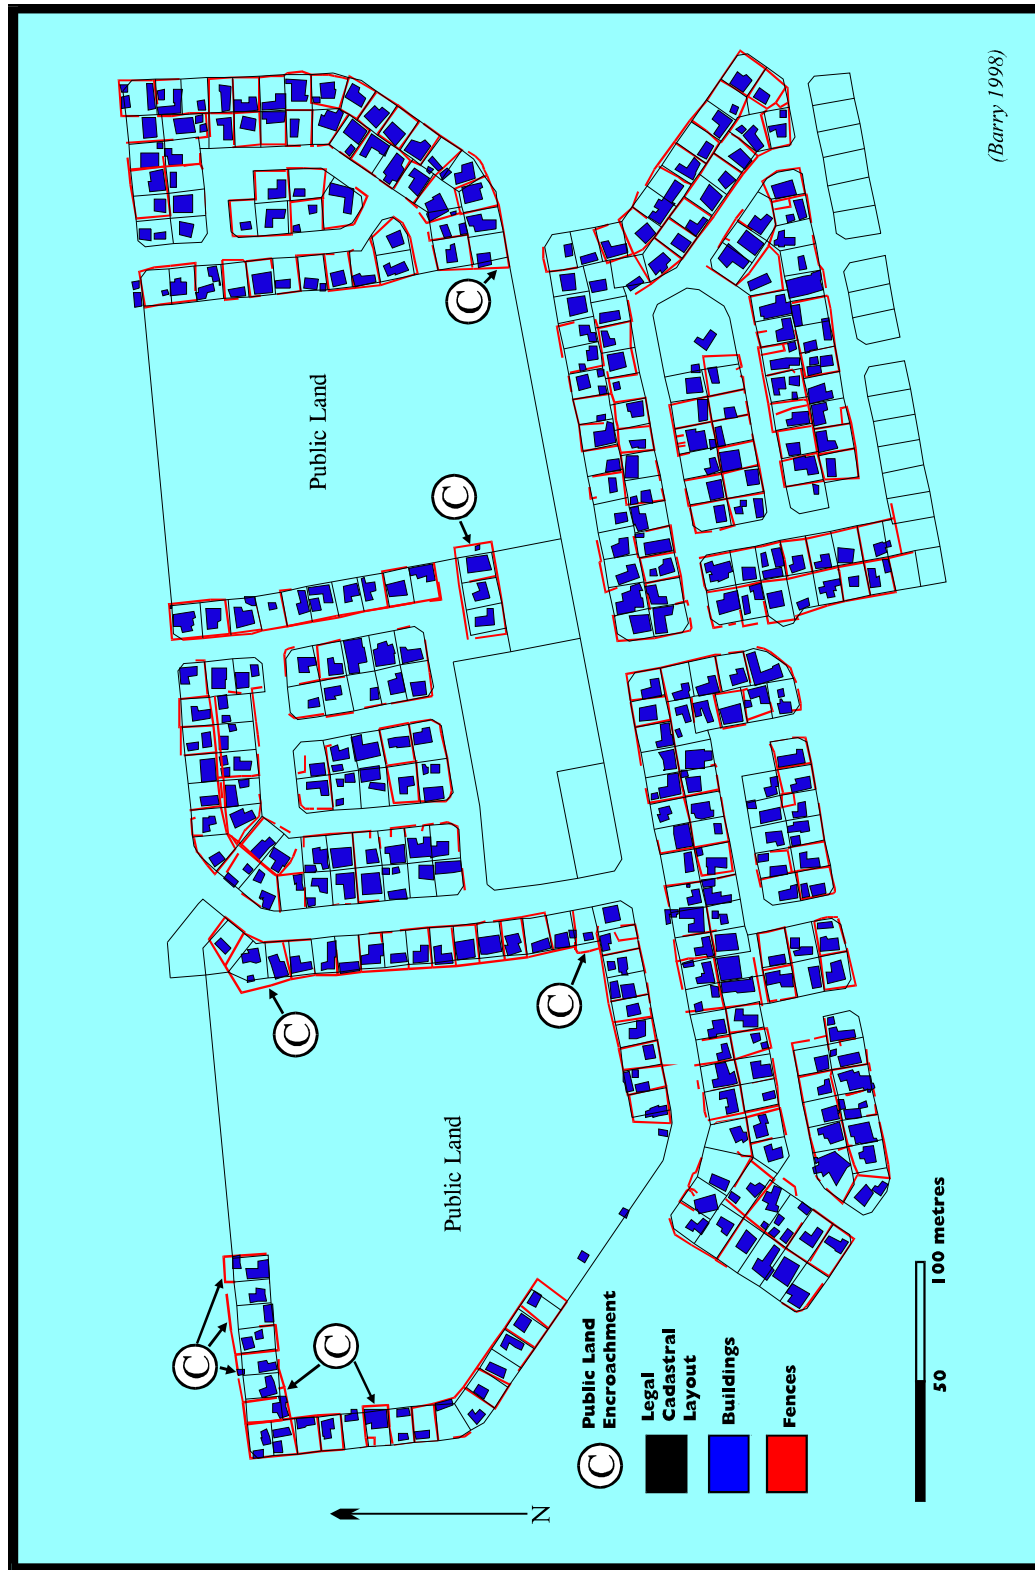 (Barry 1998)
Public Land
C
C
Public Land
C
C
C
C
C Public Land
Encroachment
Legal
Cadastral
Layout
Buildings
Fences
N
50
100 metres